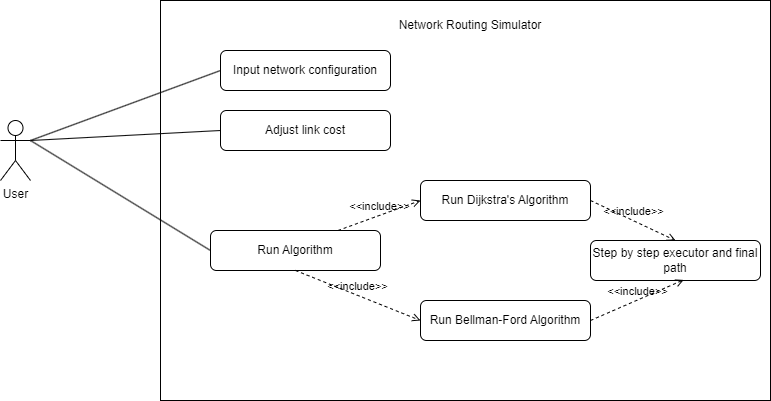 Network Routing Simulator
Input network configuration
Adjust link cost
User
Run Algorithm
<<include>>
Run Dijkstra's Algorithm
<<include>>
Step by step executor and final
path
<<include>>
Run Bellman-Ford Algorithm
<<include>>